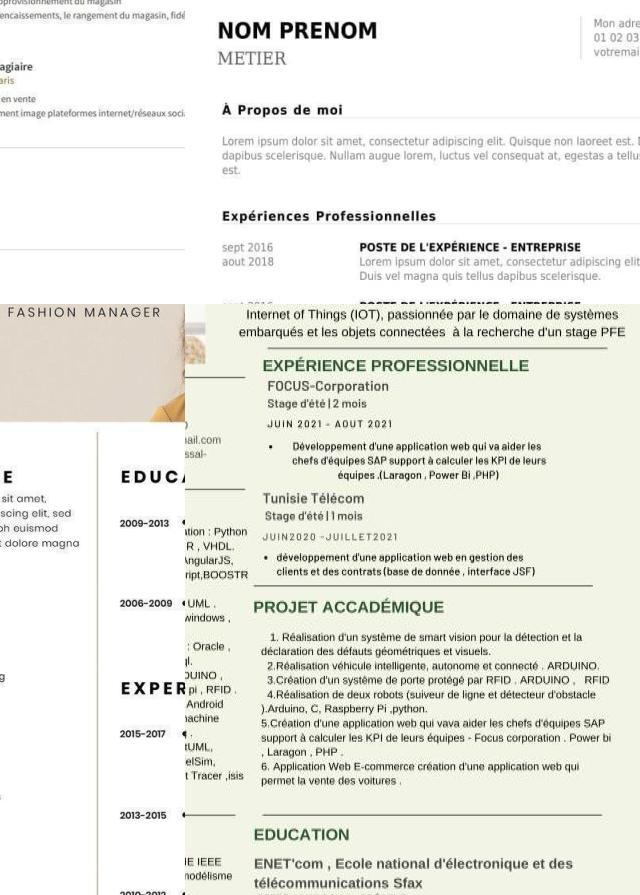 encaissements, le rangement du magasin, fidé
agiaire
aris
en vente
ment image plateformes internet/réseaux soci
NOM PRENOM
METIER
Mon adre
01 02 03
votremai
À Propos de moi
Lorem ipsum dolor sit amet, consectetur adipiscing elit. Quisque non laoreet est. D
dapibus scelerisque. Nullam augue lorem, luctus vel consequat at, egestas a tellus
est.
Expériences Professionnelles
sept 2016
aout 2018
POSTE DE L'EXPÉRIENCE - ENTREPRISE
Lorem ipsum dolor sit amet, consectetur adipiscing elit
Duis vel magna quis tellus dapibus scelerisque.
FASHION MANAGER
E
sit amet,
scing elit, sed
bh euismod
t dolore magna
g
EDUCA
2009-2013
2006-2009
EXPER
2015-2017
2013-2015
ail.com
ssal-
ation : Python
R , VHDL.
AngularJS,
ript,BOOSTR
UML .
windows ,
: Oracle ,
gl.
DUINO ,
pi , RFID .
Android
achine
tUML,
elSim,
t Tracer ,isis
IE IEEE
modélisme
Internet of Things (IOT), passionnée par le domaine de systèmes
embarqués et les objets connectées à la recherche d'un stage PFE
EXPÉRIENCE PROFESSIONNELLE
FOCUS-Corporation
Stage d'été | 2 mois
JUIN 2021 - AOUT 2021
• Développement d'une application web qui va aider les
chefs d'équipes SAP support à calculer les KPI de leurs
équipes .(Laragon , Power Bi ,PHP)
Tunisie Télécom
Stage d'été | 1 mois
JUIN2020 -JUILLET2021
• développement d'une application web en gestion des
clients et des contrats(base de donnée , interface JSF)
PROJET ACCADÉMIQUE
1. Réalisation d'un système de smart vision pour la détection et la
déclaration des défauts géométriques et visuels.
2.Réalisation véhicule intelligente, autonome et connecté . ARDUINO.
3.Création d'un système de porte protégé par RFID . ARDUINO , RFID
4.Réalisation de deux robots (suiveur de ligne et détecteur d'obstacle
).Arduino, C, Raspberry Pi ,python.
5.Création d'une application web qui vava aider les chefs d'équipes SAP
support à calculer les KPI de leurs équipes - Focus corporation . Power bi
, Laragon , PHP .
6. Application Web E-commerce création d'une application web qui
permet la vente des voitures .
EDUCATION
ENET'com , Ecole national d'électronique et des
télécommunications Sfax